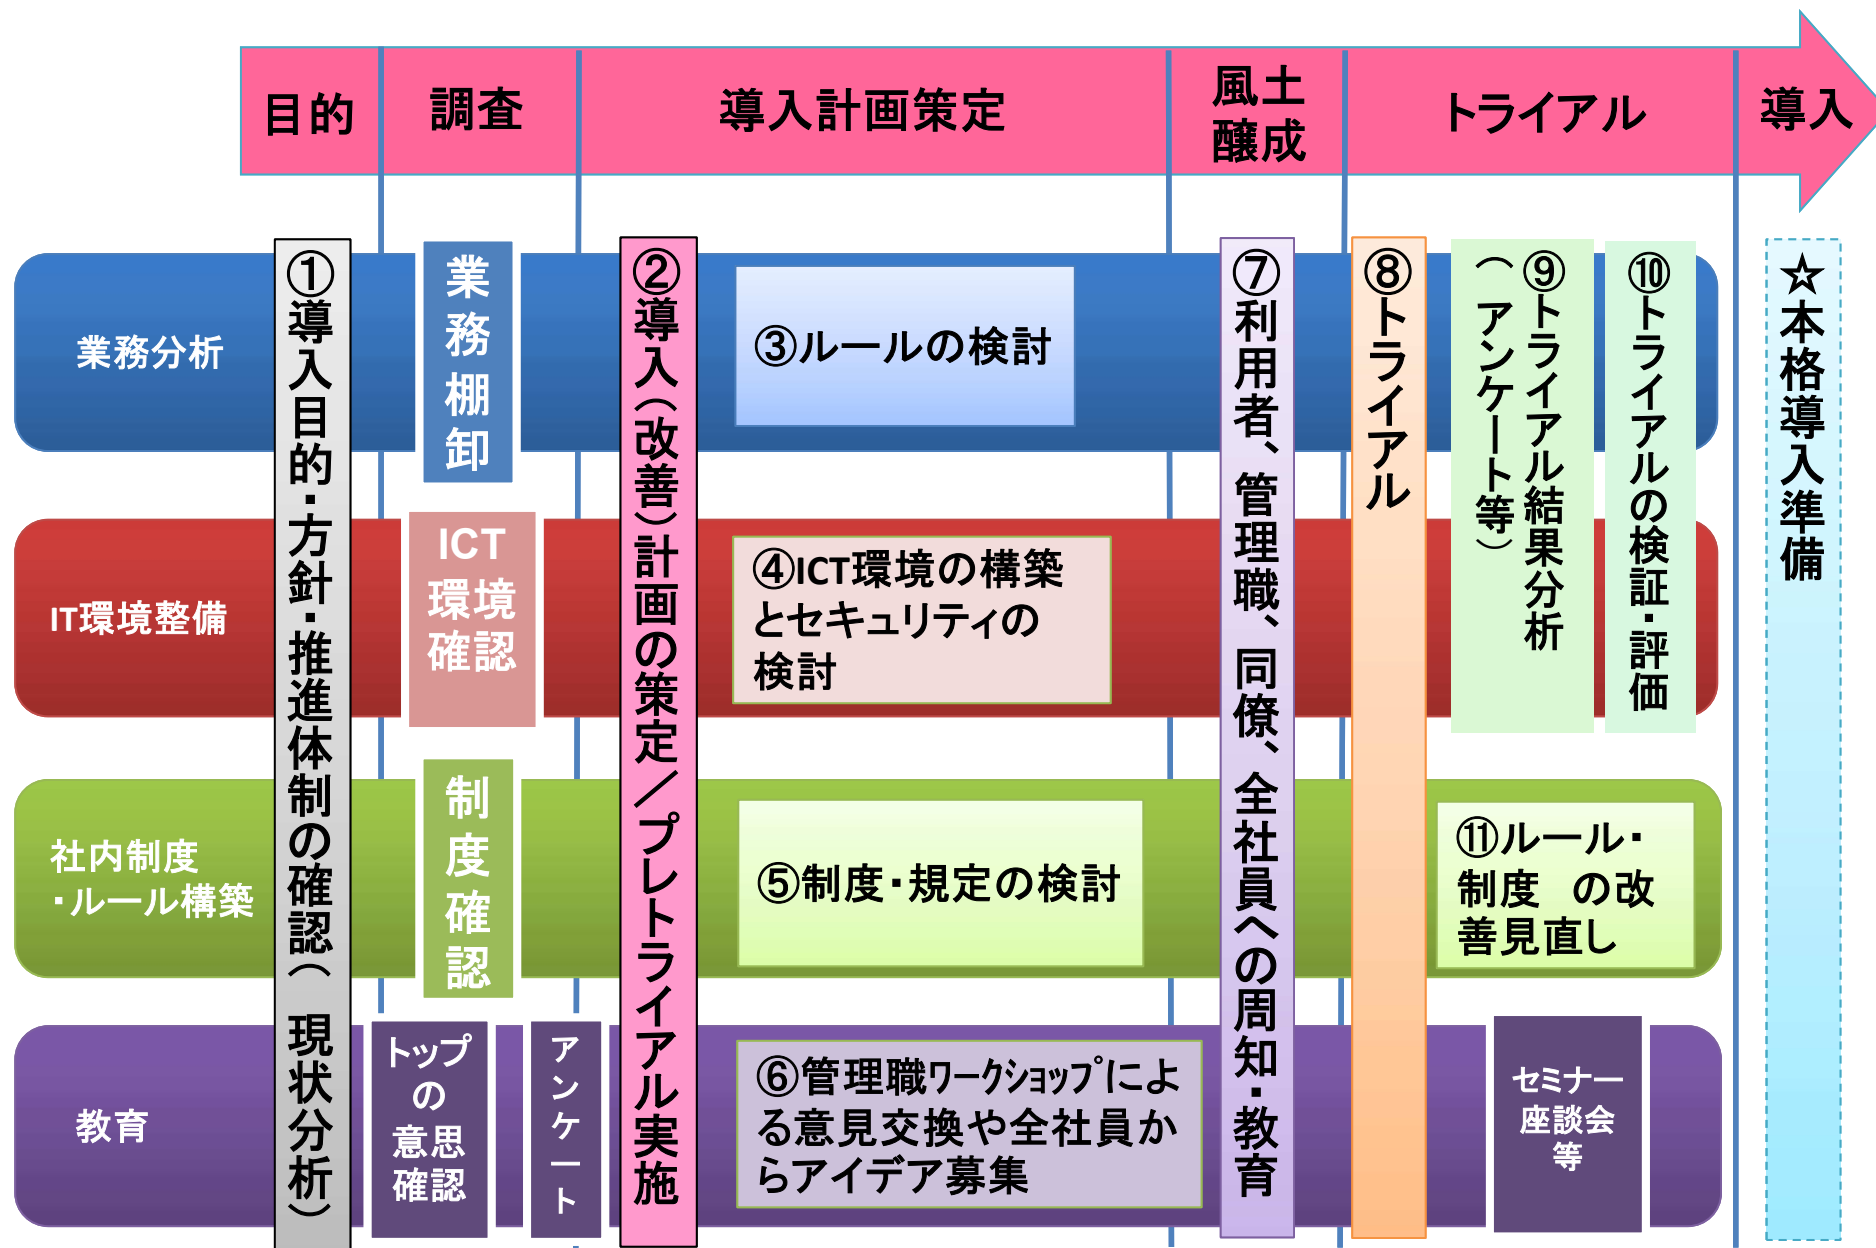 目的
調査
導入計画策定
風土
醸成
トライアル
導入
業務分析
IT環境整備
社内制度
・ルール構築
教育
①導入目的・方針・推進体制の確認(　現状分析)
業務棚卸
ICT
環境
確認
制度確認
トップ
の
意思
確認
アンケート
②導入(改善)計画の策定／プレトライアル実施
③ルールの検討
④ICT環境の構築
とセキュリティの
検討
⑤制度・規定の検討
⑥管理職ワークショップによ
る意見交換や全社員か
らアイデア募集
⑦利用者、管理職、同僚、全社員への周知・教育
⑧トライアル
⑨トライアル結果分析
(　アンケート等)
⑩トライアルの検証・評価
⑪ルール・
制度　の改
善見直し
セミナー
座談会
等
☆本格導入準備